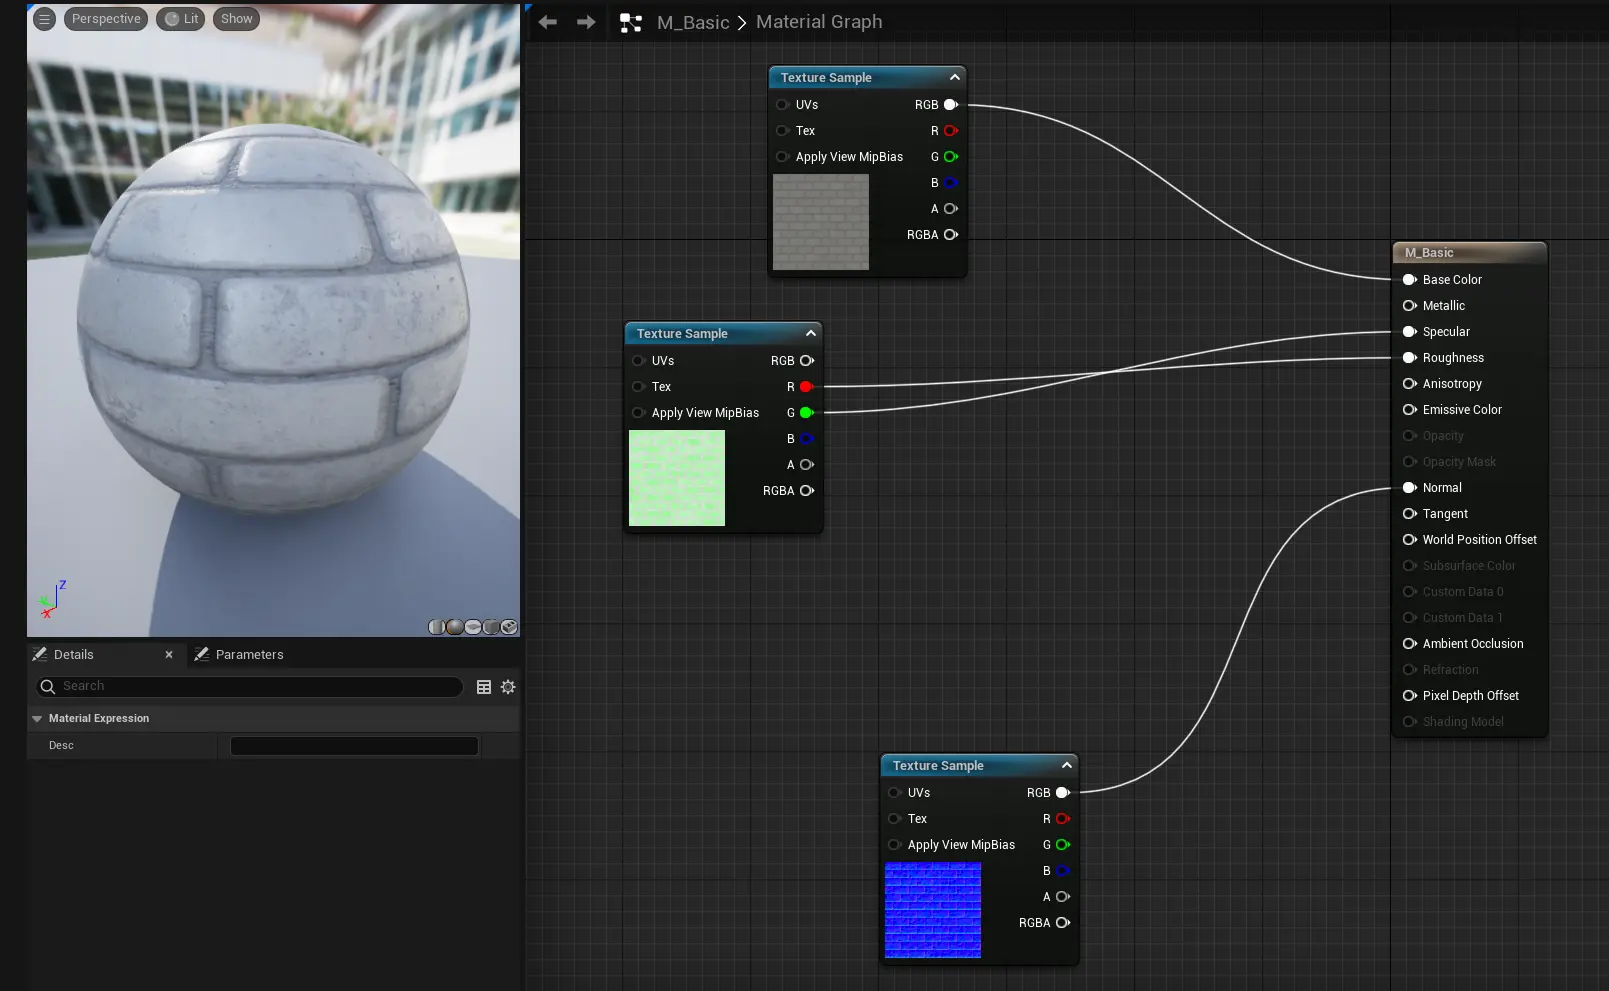 Perspective
Lit
Show
Z
Y
X
Details
Parameters
Search
Material Expression
Desc
M_Basic
Material Graph
Texture Sample
UVs
RGB
Tex
R
Apply View MipBias
G
B
A
RGBA
Texture Sample
UVs
RGB
Tex
R
Apply View MipBias
G
B
A
RGBA
Texture Sample
UVs
RGB
Tex
R
Apply View MipBias
G
B
A
RGBA
M_Basic
Base Color
Metallic
Specular
Roughness
Anisotropy
Emissive Color
Opacity
Opacity Mask
Normal
Tangent
World Position Offset
Subsurface Color
Custom Data 0
Custom Data 1
Ambient Occlusion
Refraction
Pixel Depth Offset
Shading Model